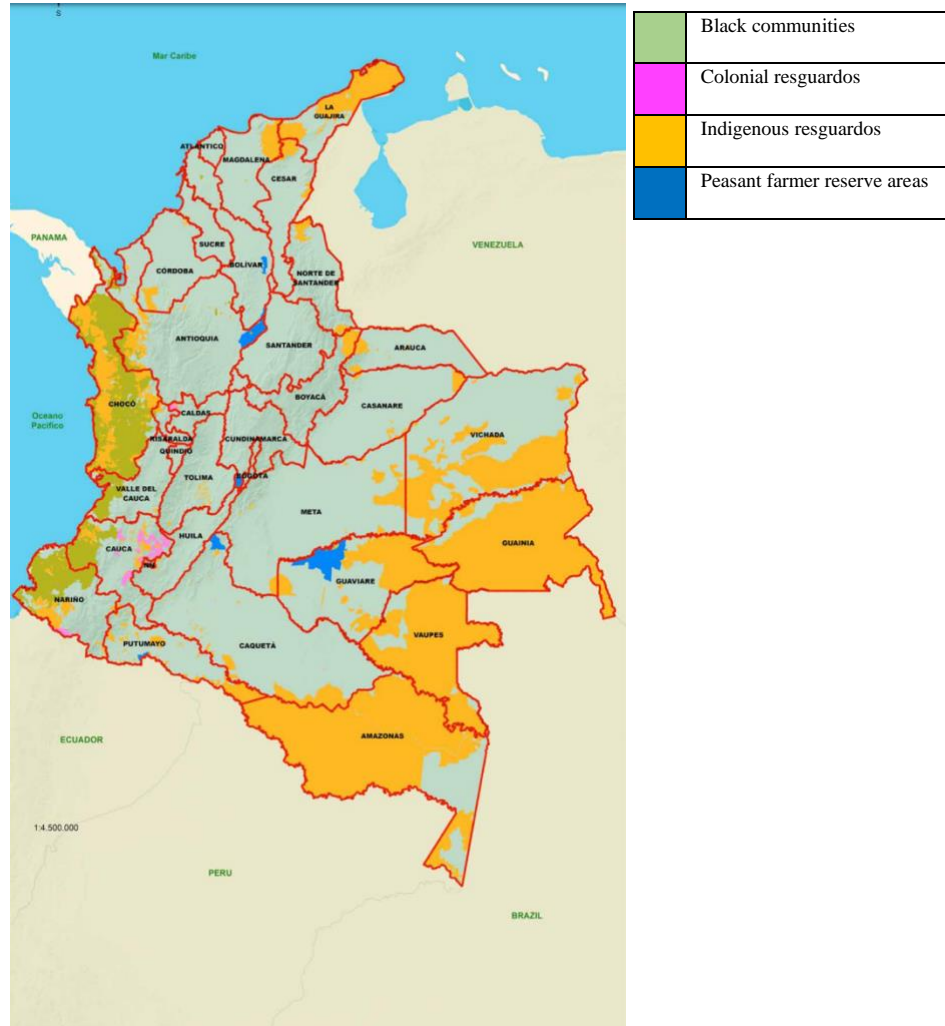 S
Mar Caribe
LA
GUAJIRA
ATLÁNTICO
MAGDALENA
CESAR
PANAMA
VENEZUELA
SUCRE
BOLÍVAR
CÓRDOBA
NORTE DE
SANTANDER
ANTIOQUIA
SANTANDER
ARAUCA
BOYACÁ
CHOCÓ
CALDAS
CASANARE
Oceano
Pacifico
VICHADA
RISARALDA
CUNDINAMARCA
QUINDIO
BOGOTA
TOLIMA
VALLE DEL
CAUCA
META
HUILA
CAUCA
GUAINIA
GUAVIARE
NARIÑO
VAUPES
PUTUMAYO
CAQUETÁ
AMAZONAS
ECUADOR
1:4.500.000
PERU
BRAZIL
Black communities
Colonial resguardos
Indigenous resguardos
Peasant farmer reserve areas